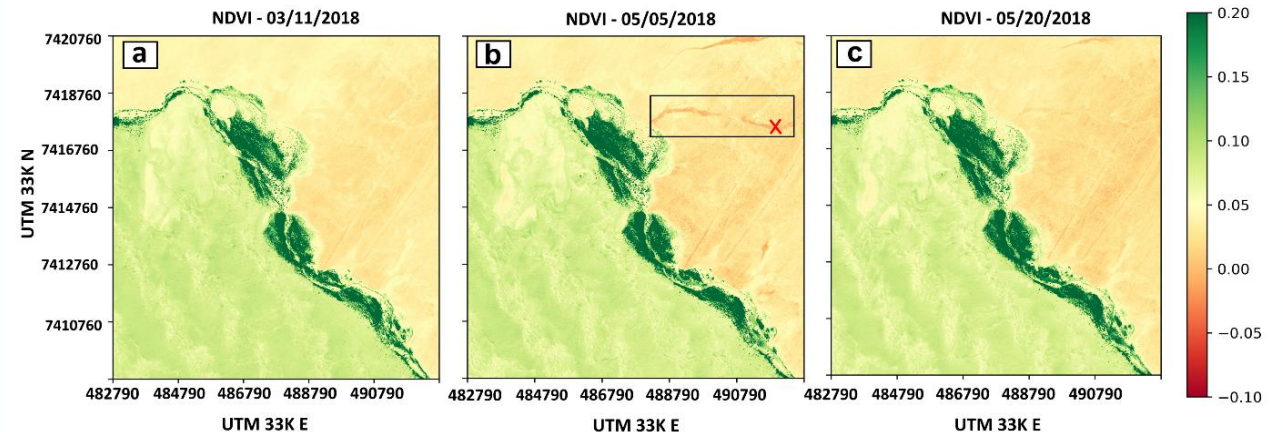 NDVI - 03/11/2018
NDVI - 05/05/2018
NDVI - 05/20/2018
a
b
c
X
7420760
7418760
7416760
7414760
7412760
7410760
UTM 33K N
482790 484790 486790 488790 490790
482790 484790 486790 488790 490790
482790 484790 486790 488790 490790
UTM 33K E
UTM 33K E
UTM 33K E
0.20
0.15
0.10
0.05
0.00
−0.05
−0.10